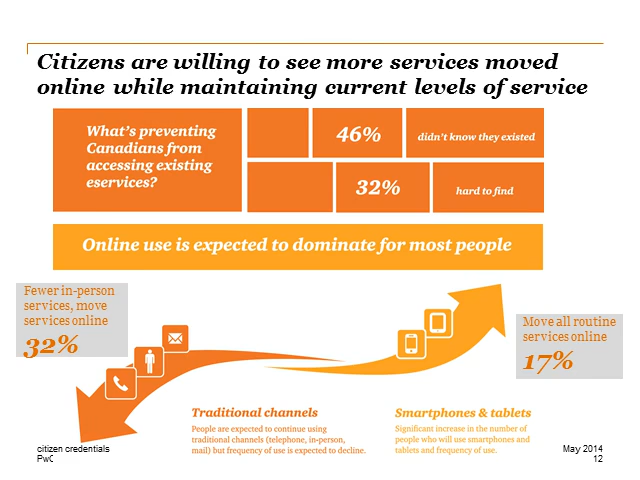 Citizens are willing to see more services moved
online while maintaining current levels of service
What's preventing
Canadians from
accessing existing
eservices?
46%
didn't know they existed
32%
hard to find
Online use is expected to dominate for most people
Fewer in-person
services, move
services online
32%
Move all routine
services online
17%
Traditional channels
People are expected to continue using
traditional channels (telephone, in-person,
mail) but frequency of use is expected to decline.
Smartphones & tablets
Significant increase in the number of
people who will use smartphones and
tablets and frequency of use.
citizen credentials
PwC
May 2014
12